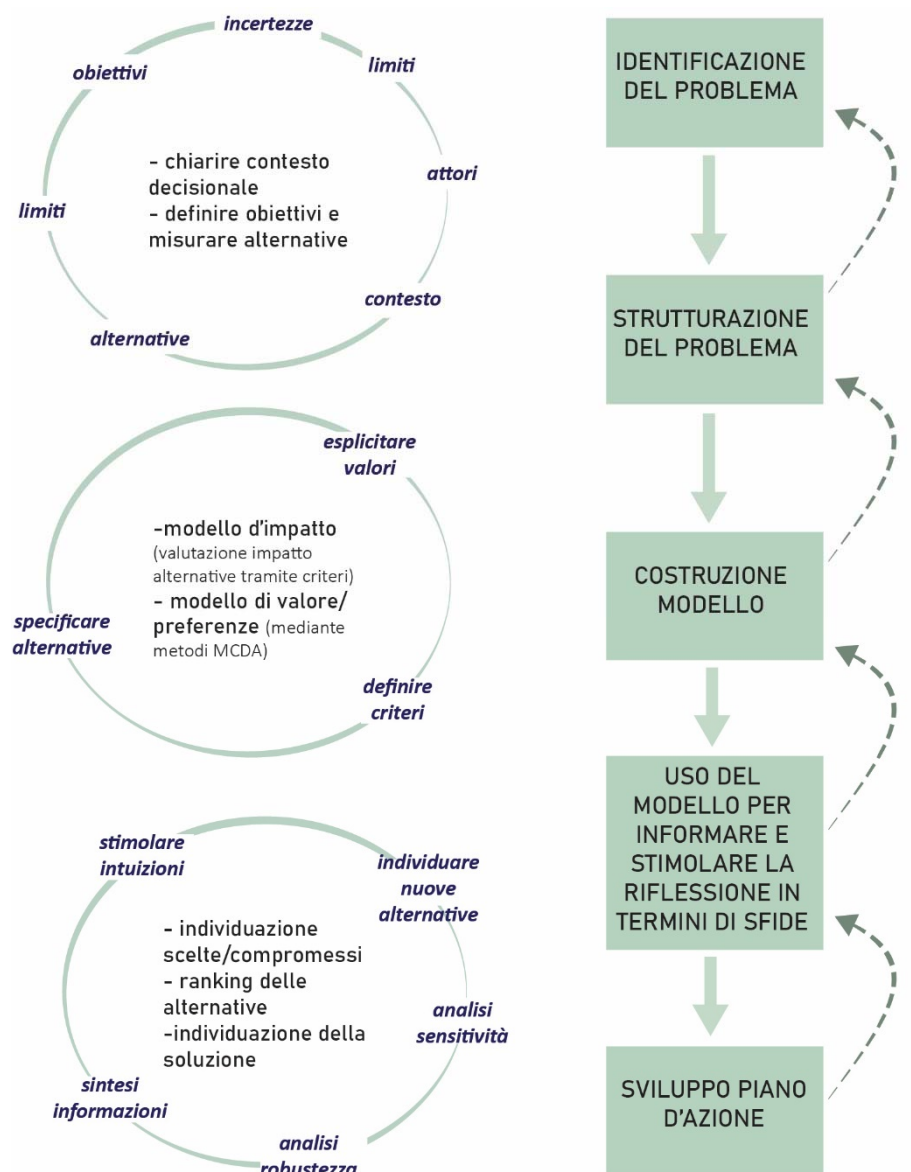 incertezze
obiettivi
limiti
attori
limiti
contesto
alternative
- chiarire contesto
decisionale
- definire obiettivi e
misurare alternative
esplicitare
valori
specificare
alternative
definire
criteri
-modello d'impatto
(valutazione impatto
alternative tramite criteri)
- modello di valore/
preferenze (mediante
metodi MCDA)
stimolare
intuizioni
individuare
nuove
alternative
analisi
sensitività
sintesi
informazioni
analisi
robustezza
- individuazione
scelte/compromessi
- ranking delle
alternative
-individuazione della
soluzione
IDENTIFICAZIONE
DEL PROBLEMA
STRUTTURAZIONE
DEL PROBLEMA
COSTRUZIONE
MODELLO
USO DEL
MODELLO PER
INFORMARE E
STIMOLARE LA
RIFLESSIONE IN
TERMINI DI SFIDE
SVILUPPO PIANO
D'AZIONE